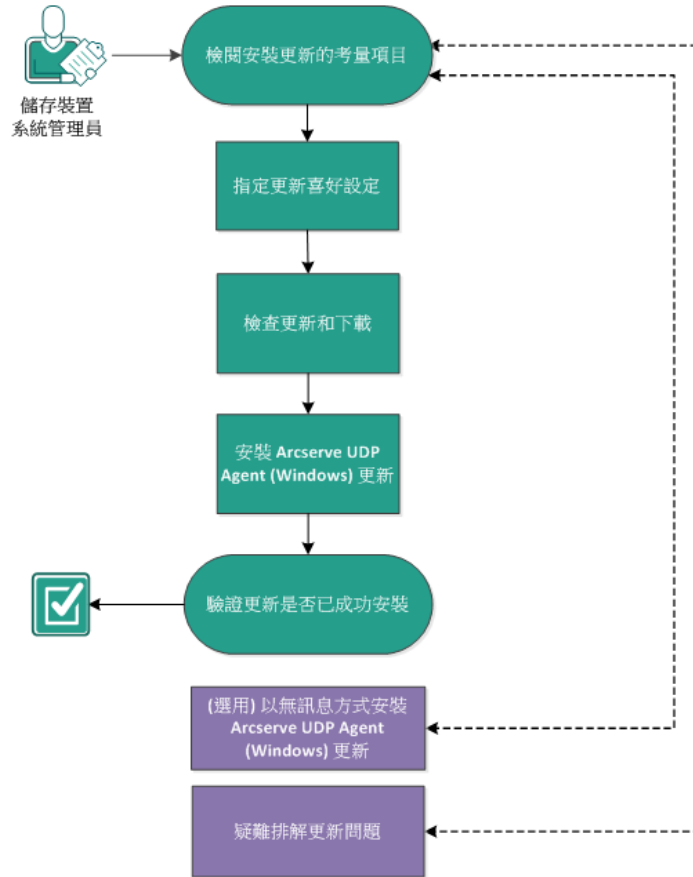 檢閱安裝更新的考量項目
儲存裝置
系統管理員
指定更新喜好設定
檢查更新和下載
安裝 Arcserve UDP
Agent (Windows) 更新
驗證更新是否已成功安裝
(選用) 以無訊息方式安裝
Arcserve UDP Agent
(Windows) 更新
疑難排解更新問題